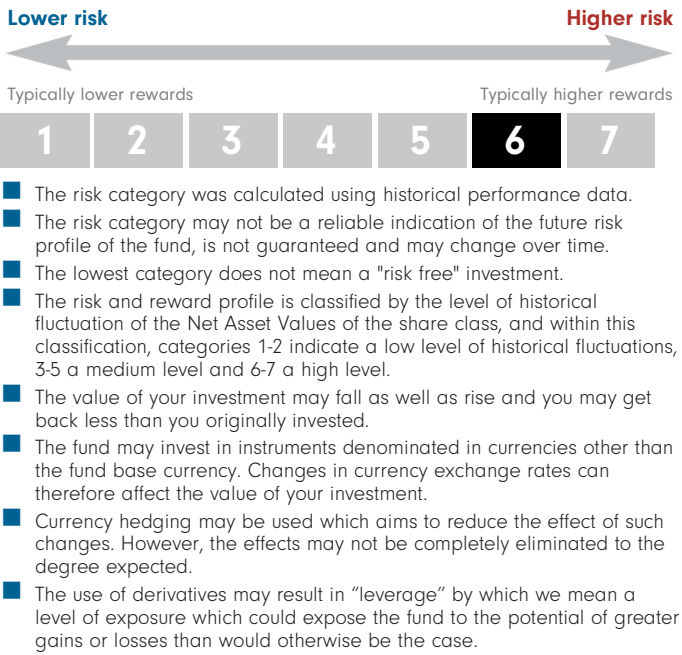 Lower risk Higher risk
Typically lower rewards Typically higher rewards
1 2 3 4 5 6 7
The risk category was calculated using historical performance data.
The risk category may not be a reliable indication of the future risk
profile of the fund, is not guaranteed and may change over time.
The lowest category does not mean a "risk free" investment.
The risk and reward profile is classified by the level of historical
fluctuation of the Net Asset Values of the share class, and within this
classification, categories 1-2 indicate a low level of historical fluctuations,
3-5 a medium level and 6-7 a high level.
The value of your investment may fall as well as rise and you may get
back less than you originally invested.
The fund may invest in instruments denominated in currencies other than
the fund base currency. Changes in currency exchange rates can
therefore affect the value of your investment.
Currency hedging may be used which aims to reduce the effect of such
changes. However, the effects may not be completely eliminated to the
degree expected.
The use of derivatives may result in “leverage” by which we mean a
level of exposure which could expose the fund to the potential of greater
gains or losses than would otherwise be the case.